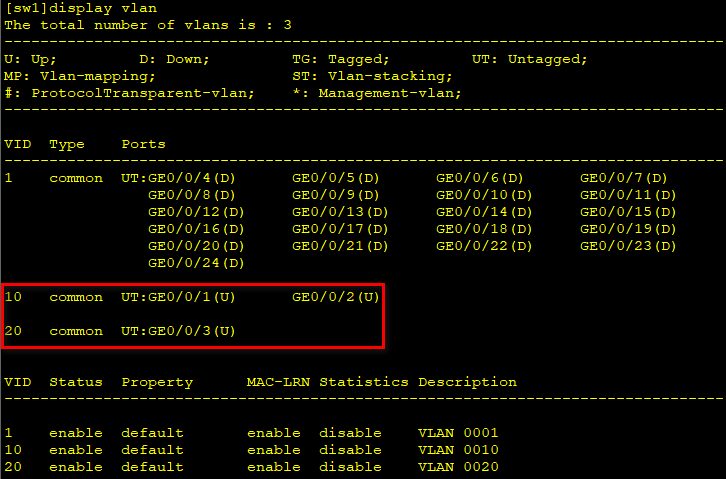 [sw1]display vlan
The total number of vlans is : 3
--------------------------------------------------------------------------------
U: Up;         D: Down;         TG: Tagged;         UT: Untagged;
MP: Vlan-mapping;               ST: Vlan-stacking;
#: ProtocolTransparent-vlan;    *: Management-vlan;
--------------------------------------------------------------------------------
VID  Type    Ports
--------------------------------------------------------------------------------
1    common  UT:GE0/0/4(D)      GE0/0/5(D)      GE0/0/6(D)      GE0/0/7(D)
                GE0/0/8(D)      GE0/0/9(D)      GE0/0/10(D)     GE0/0/11(D)
                GE0/0/12(D)     GE0/0/13(D)     GE0/0/14(D)     GE0/0/15(D)
                GE0/0/16(D)     GE0/0/17(D)     GE0/0/18(D)     GE0/0/19(D)
                GE0/0/20(D)     GE0/0/21(D)     GE0/0/22(D)     GE0/0/23(D)
                GE0/0/24(D)
10   common  UT:GE0/0/1(U)      GE0/0/2(U)
20   common  UT:GE0/0/3(U)
VID  Status  Property      MAC-LRN Statistics Description
--------------------------------------------------------------------------------
1    enable  default       enable  disable    VLAN 0001
10   enable  default       enable  disable    VLAN 0010
20   enable  default       enable  disable    VLAN 0020